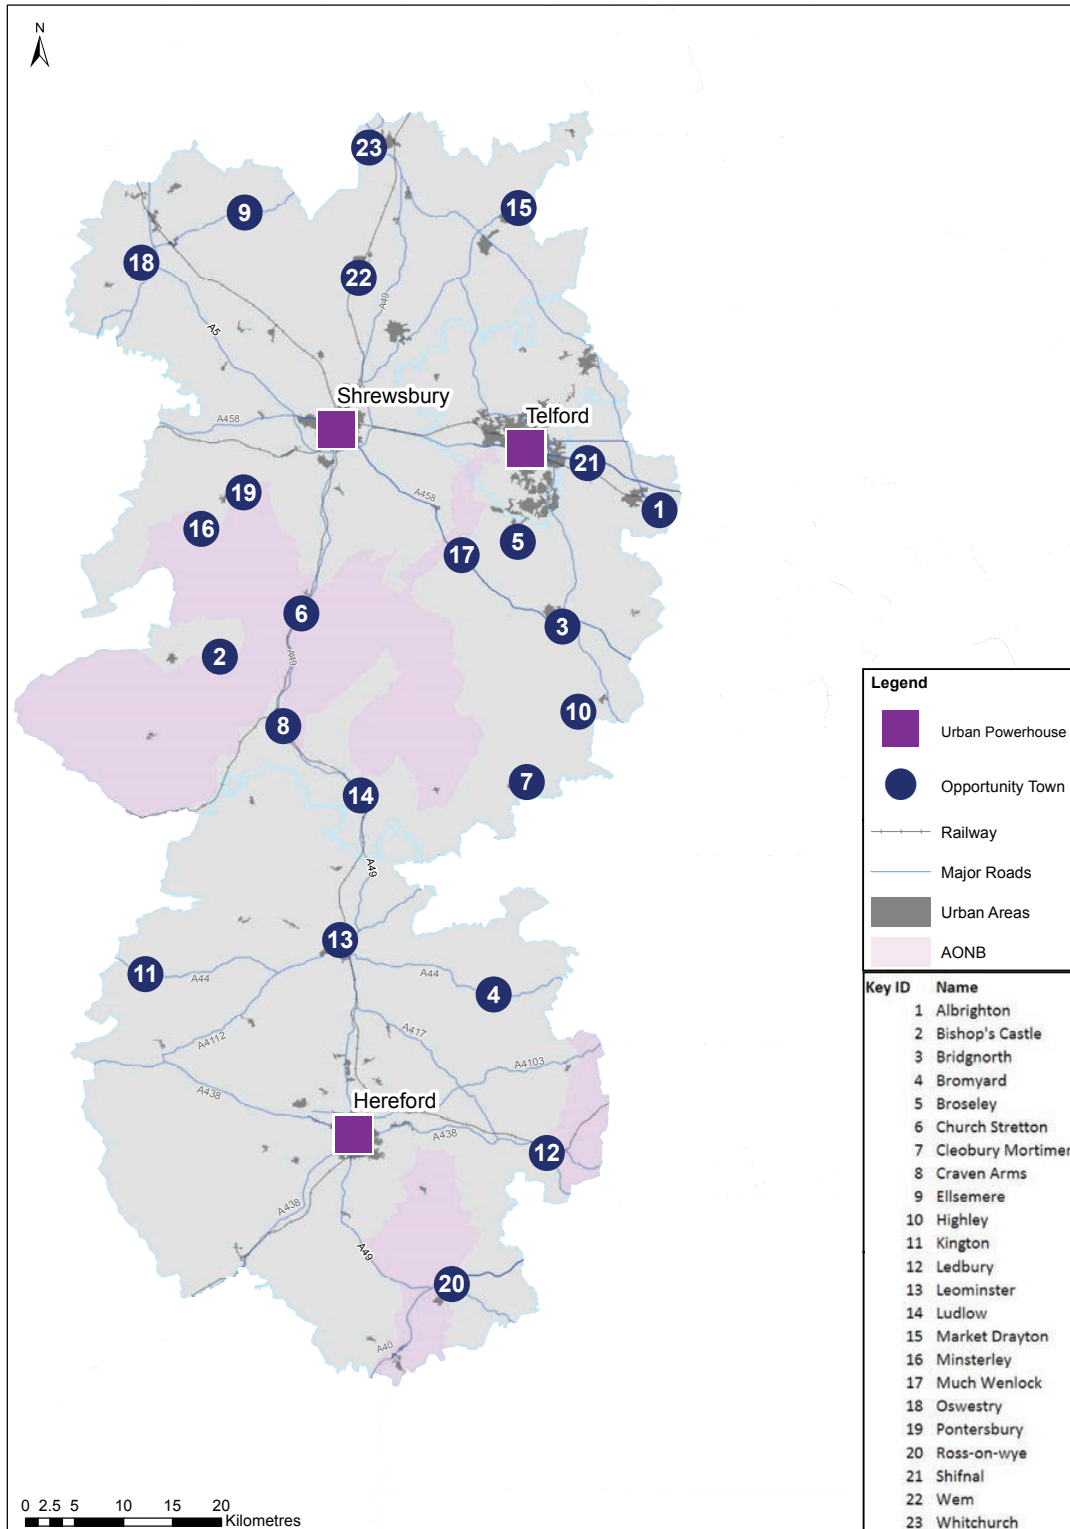 N
23
9
15
18
22
A49
A5
Shrewsbury
A458
Telford
21
19
A458
1
16
5
17
6
3
2
A49
10
8
7
14
A49
13
11
A44
A44
4
A417
A4112
A4103
A438
Hereford
A438
12
A438
A49
20
A40
0 2.5 5 10 15 20
Kilometres
Legend
Urban Powerhouse
Opportunity Town
Railway
Major Roads
Urban Areas
AONB
Key ID Name
1 Albrighton
2 Bishop's Castle
3 Bridgnorth
4 Bromyard
5 Broseley
6 Church Stretton
7 Cleobury Mortimer
8 Craven Arms
9 Ellsemere
10 Highley
11 Kington
12 Ledbury
13 Leominster
14 Ludlow
15 Market Drayton
16 Minsterley
17 Much Wenlock
18 Oswestry
19 Pontersbury
20 Ross-on-wye
21 Shifnal
22 Wem
23 Whitchurch